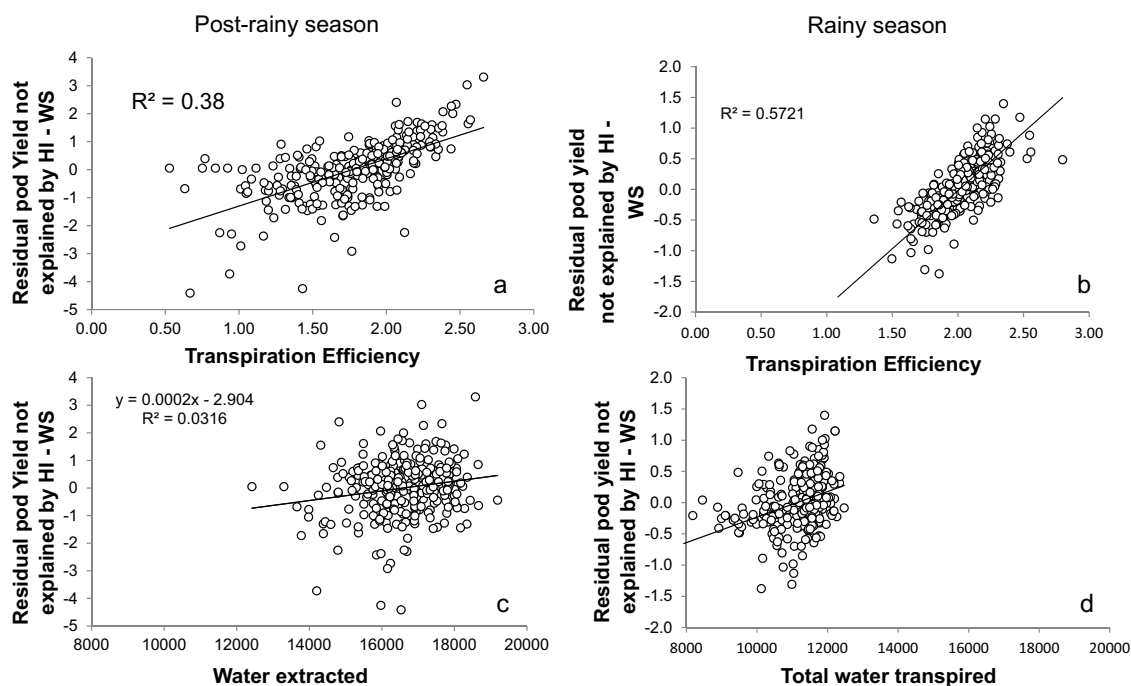 Post-rainy season
Rainy season
Residual pod Yield not
explained by HI - WS
4
3
2
1
0
-1
-2
-3
-4
-5
R² = 0.38
a
0.00 0.50 1.00 1.50 2.00 2.50 3.00
Transpiration Efficiency
Residual pod yield
not explained by HI -
WS
2.0
1.5
1.0
0.5
0.0
-0.5
-1.0
-1.5
-2.0
R² = 0.5721
b
0.00 0.50 1.00 1.50 2.00 2.50 3.00
Transpiration Efficiency
Residual pod Yield not
explained by HI - WS
4
3
2
1
0
-1
-2
-3
-4
-5
y = 0.0002x - 2.904
R² = 0.0316
c
8000 10000 12000 14000 16000 18000 20000
Water extracted
Residual pod yield not
explained by HI - WS
2.0
1.5
1.0
0.5
0.0
-0.5
-1.0
-1.5
-2.0
d
8000 10000 12000 14000 16000 18000 20000
Total water transpired